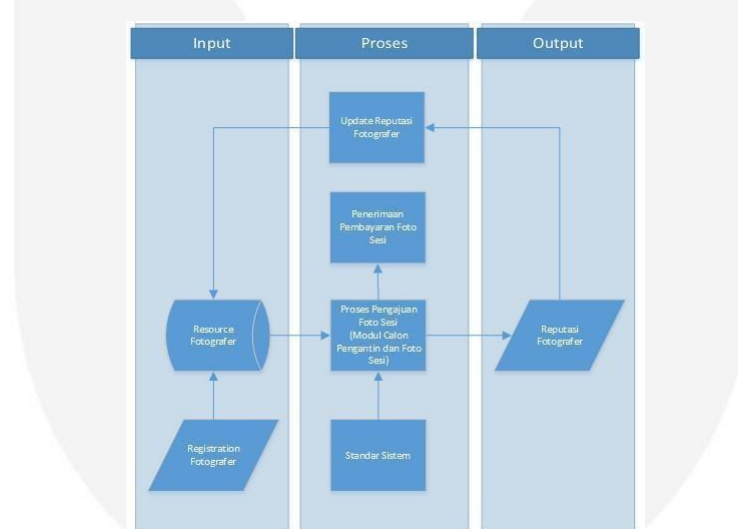 Input
Proses
Output
Update Reputasi
Fotografer
Penerimaan
Pembayaran Foto
Sesi
Resource
Fotografer
Proses Pengajuan
Foto Sesi
(Modul Calon
Pengantin dan Foto
Sesi)
Reputasi
Fotografer
Registration
Fotografer
Standar Sistem